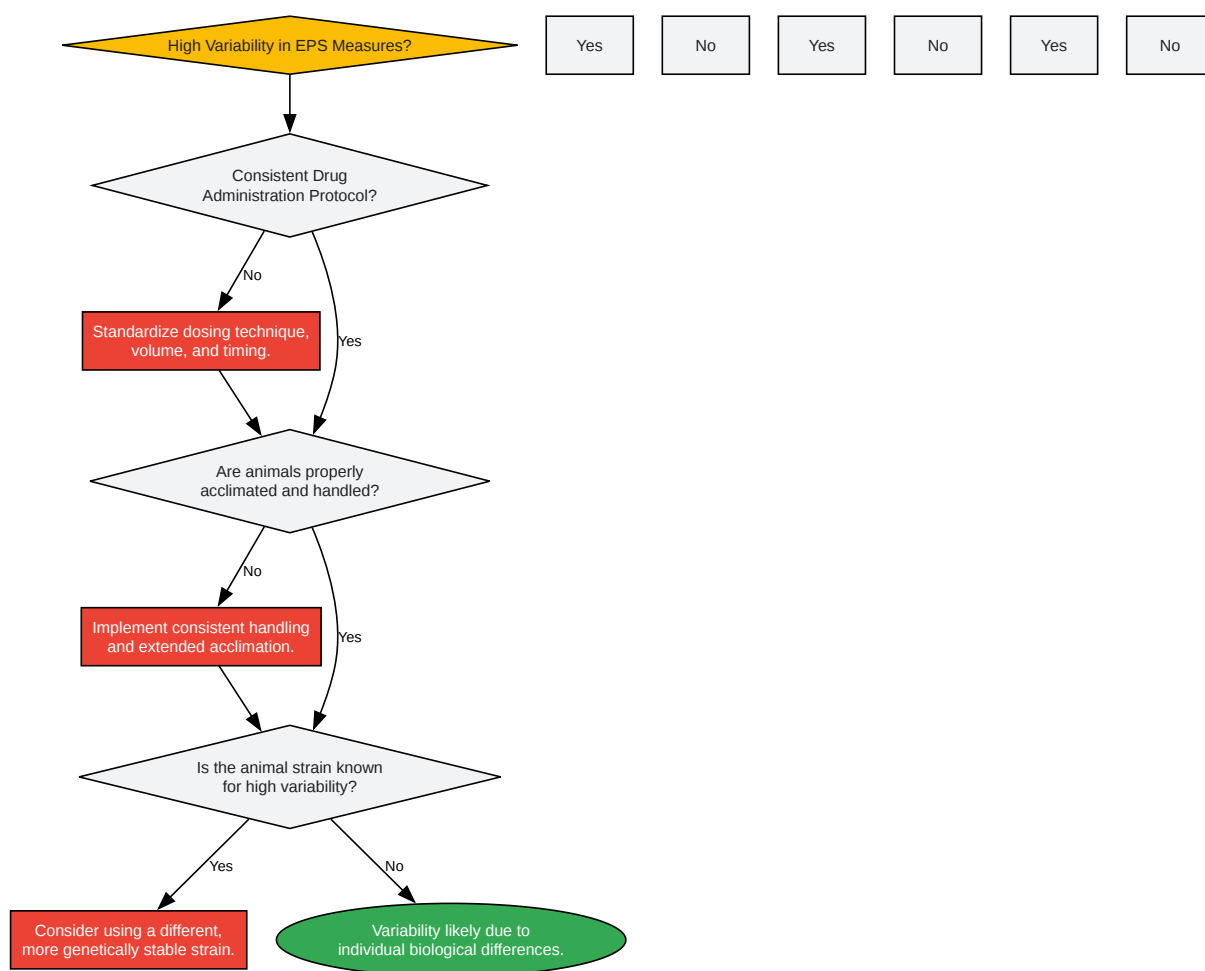 High Variability in EPS Measures?
Yes
No
Yes
No
Yes
No
Consistent Drug
Administration Protocol?
No
Standardize dosing technique,
volume, and timing.
Yes
Are animals properly
acclimated and handled?
No
Implement consistent handling
and extended acclimation.
Yes
Is the animal strain known
for high variability?
Yes
No
Consider using a different,
more genetically stable strain.
Variability likely due to
individual biological differences.